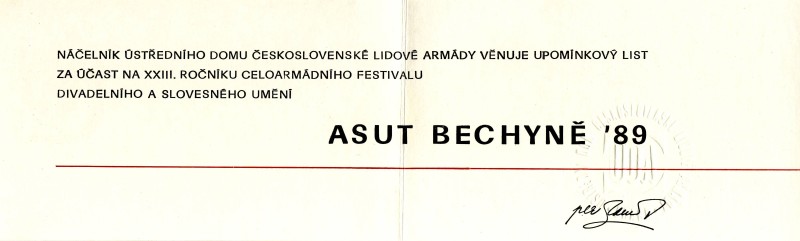 NÁČELNÍK ÚSTŘEDNÍHO DOMU ČESKOSLOVENSKÉ LIDOVÉ ARMÁDY VĚNUJE UPOMÍNKOVÝ LIST
ZA ÚČAST NA XXIII. ROČNÍKU CELOARMÁDNÍHO FESTIVALU
DIVADELNÍHO A SLOVESNÉHO UMĚNÍ
ASUT BECHYNĚ '89